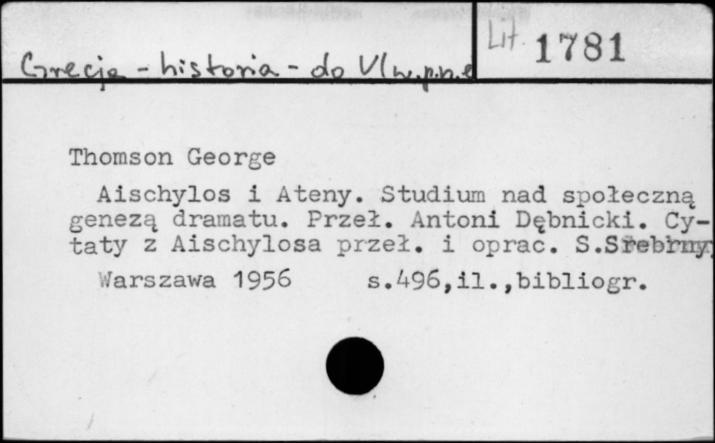 Lit 1781
Grecja - historia - do VI w.p.n.e
Thomson George
Aischylos i Ateny. Studium nad społeczną
genezą dramatu. Przeł. Antoni Dębnicki. Cy-
taty z Aischylosa przeł. i oprac. S.Srebrny
Warszawa 1956 s.496,il.,bibliogr.